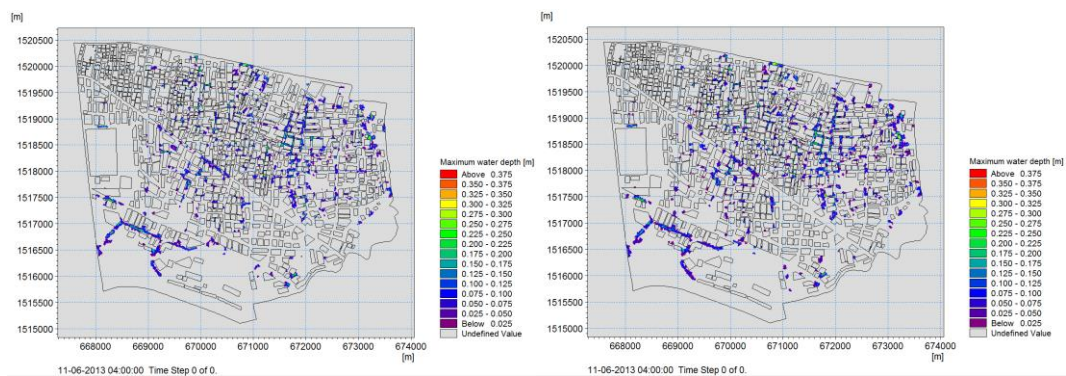 [m]
1520500
1520000
1519500
1519000
1518500
1518000
1517500
1517000
1516500
1516000
1515500
1515000
668000 669000 670000 671000 672000 673000 674000
[m]
11-06-2013 04:00:00 Time Step 0 of 0.
Maximum water depth [m]
Above 0.375
0.350 - 0.375
0.325 - 0.350
0.300 - 0.325
0.275 - 0.300
0.250 - 0.275
0.225 - 0.250
0.200 - 0.225
0.175 - 0.200
0.150 - 0.175
0.125 - 0.150
0.100 - 0.125
0.075 - 0.100
0.050 - 0.075
0.025 - 0.050
Below 0.025
Undefined Value
[m]
1520500
1520000
1519500
1519000
1518500
1518000
1517500
1517000
1516500
1516000
1515500
1515000
668000 669000 670000 671000 672000 673000 674000
[m]
11-06-2013 04:00:00 Time Step 0 of 0.
Maximum water depth [m]
Above 0.375
0.350 - 0.375
0.325 - 0.350
0.300 - 0.325
0.275 - 0.300
0.250 - 0.275
0.225 - 0.250
0.200 - 0.225
0.175 - 0.200
0.150 - 0.175
0.125 - 0.150
0.100 - 0.125
0.075 - 0.100
0.050 - 0.075
0.025 - 0.050
Below 0.025
Undefined Value